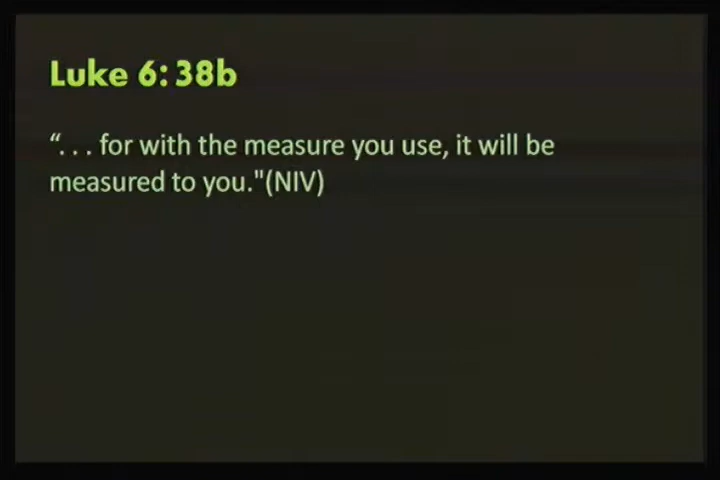 Luke 6:38b
“. . . for with the measure you use, it will be
measured to you."(NIV)